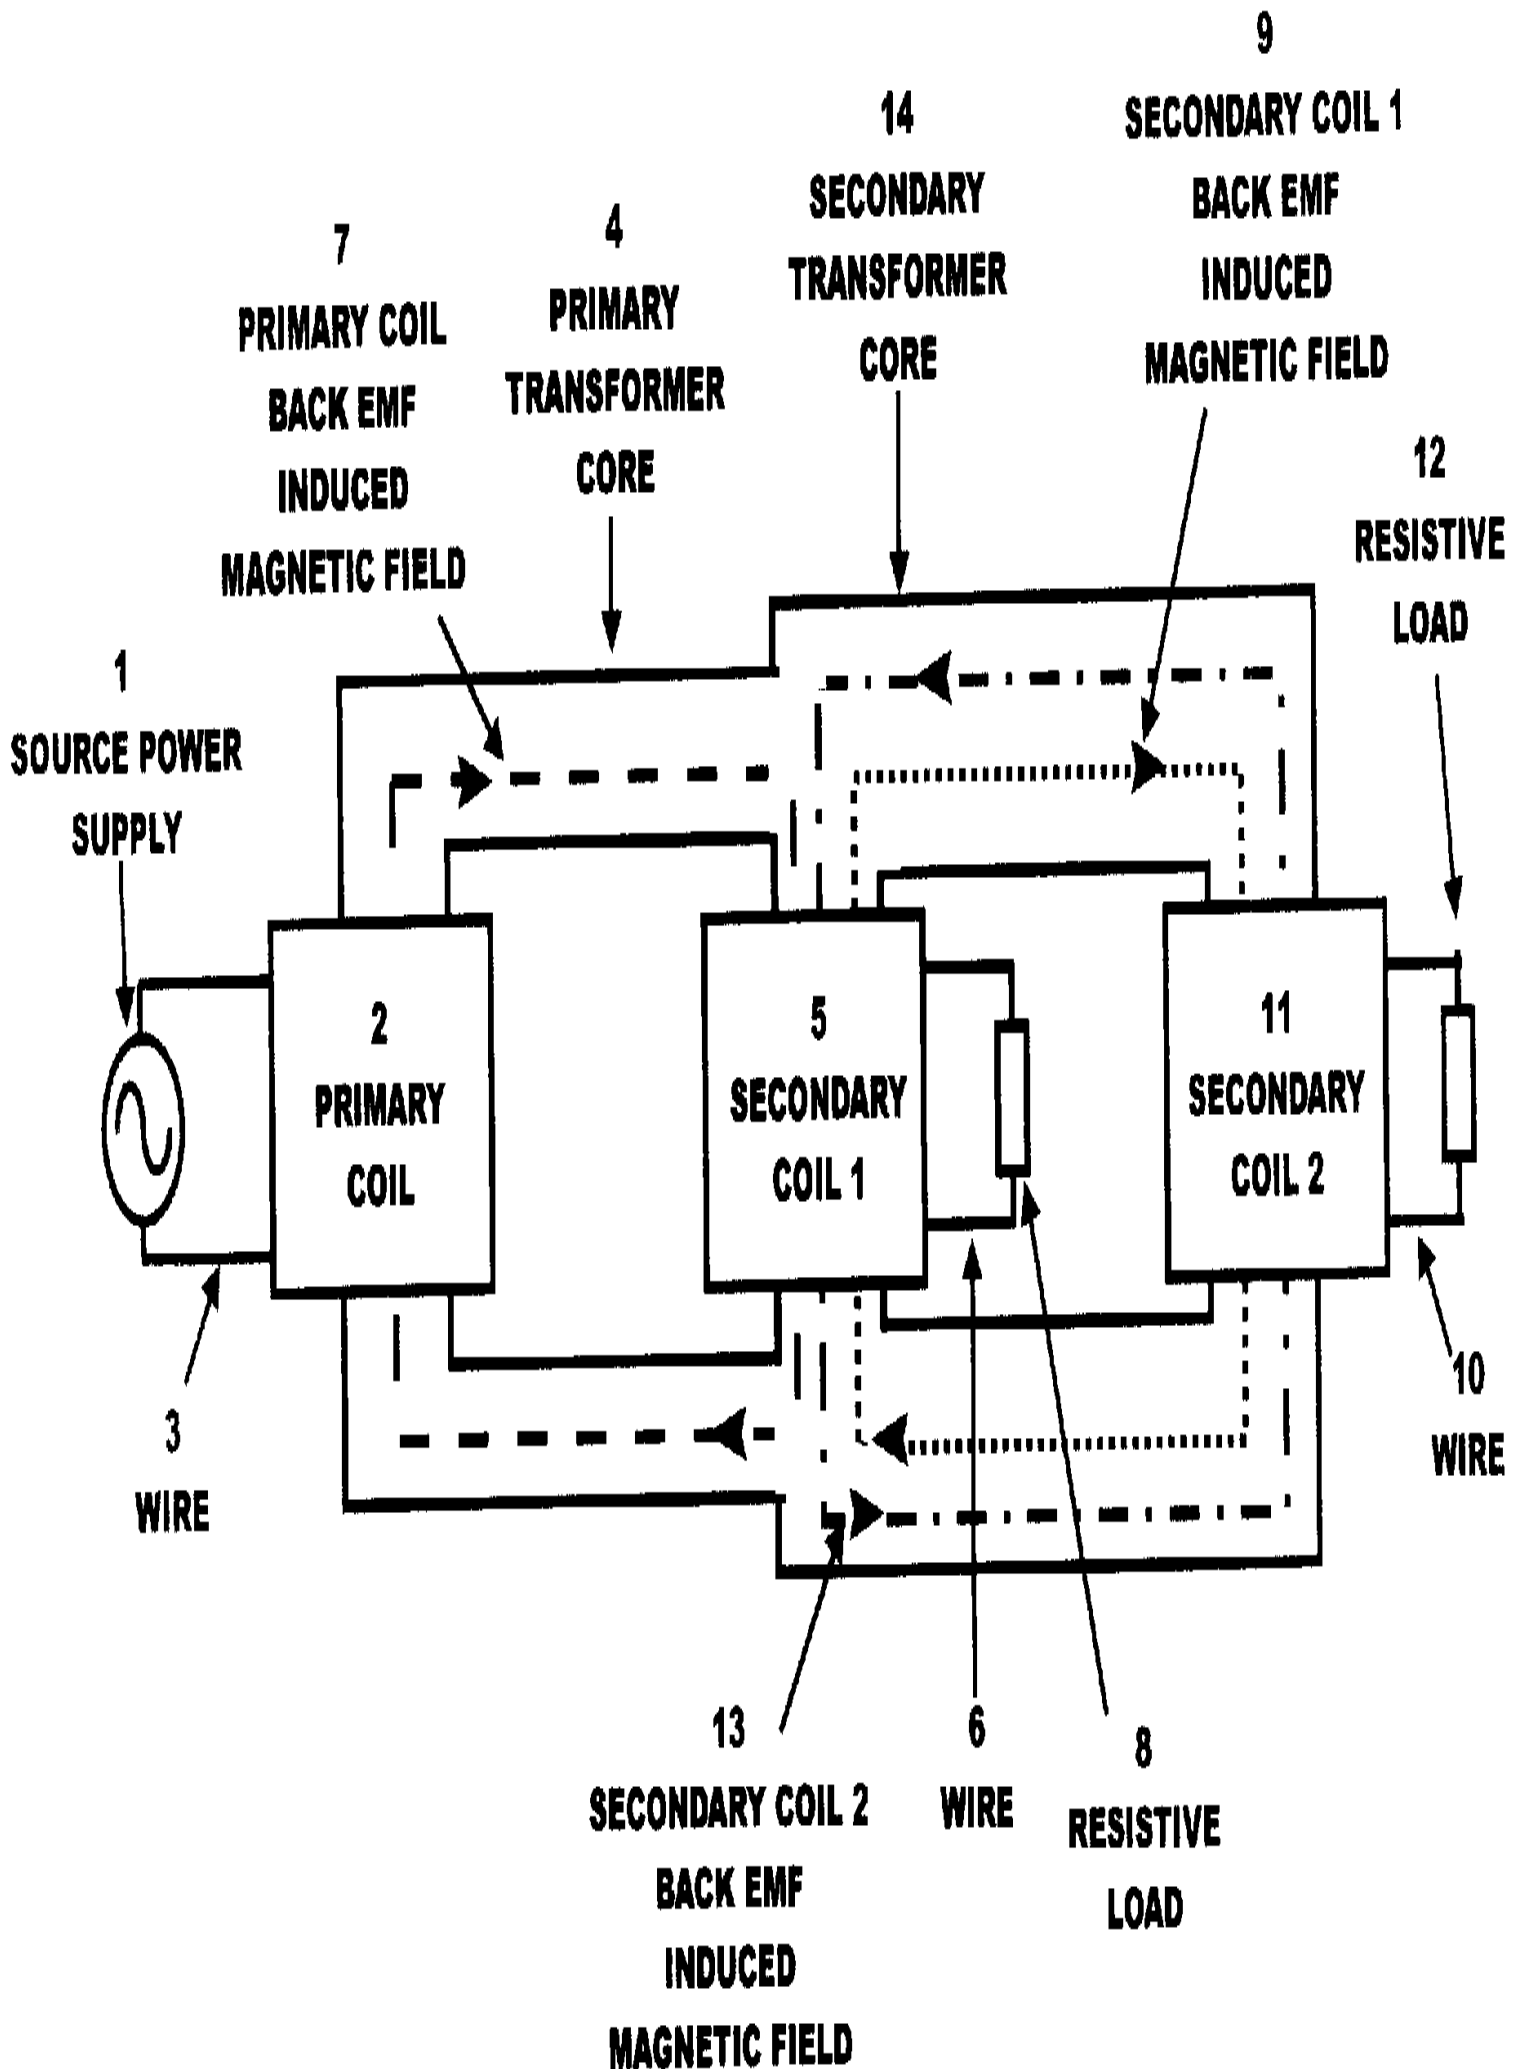 9
SECONDARY COIL 1
BACK EMF
INDUCED
MAGNETIC FIELD
14
SECONDARY
TRANSFORMER
CORE
4
PRIMARY
TRANSFORMER
CORE
7
PRIMARY COIL
BACK EMF
INDUCED
MAGNETIC FIELD
12
RESISTIVE
LOAD
1
SOURCE POWER
SUPPLY
2
PRIMARY
COIL
5
SECONDARY
COIL 1
11
SECONDARY
COIL 2
3
WIRE
10
WIRE
13
SECONDARY COIL 2
BACK EMF
INDUCED
MAGNETIC FIELD
6
WIRE
8
RESISTIVE
LOAD